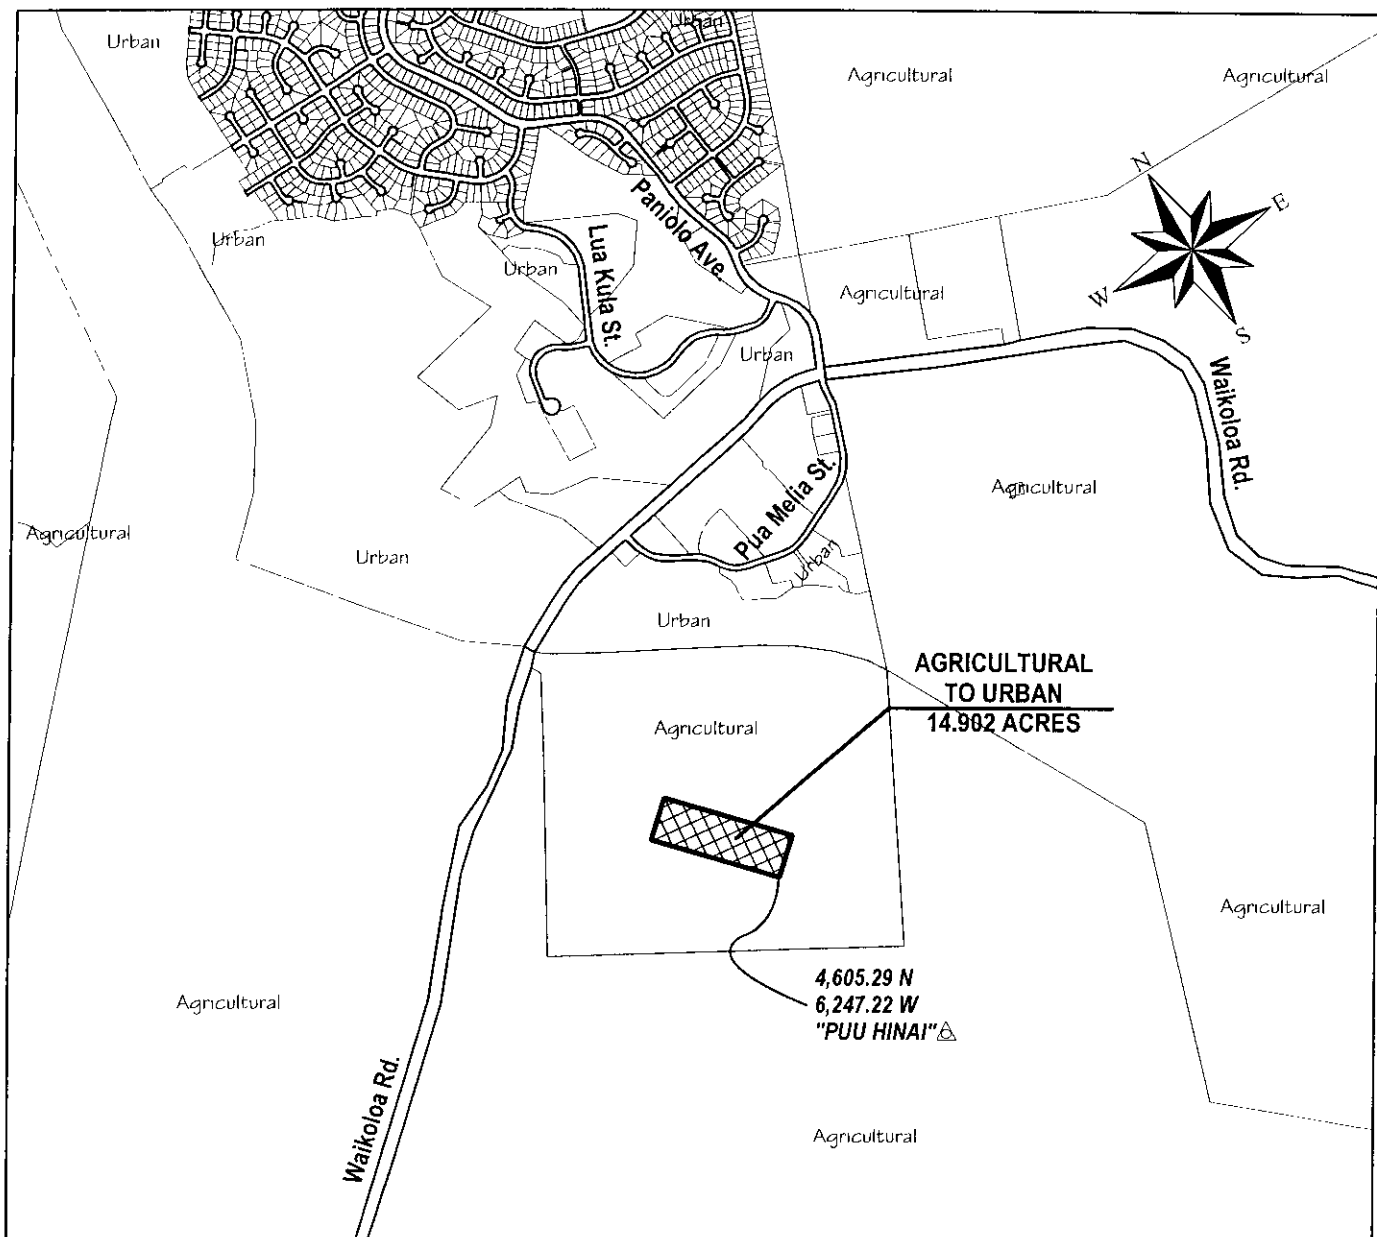 Urban
Urban
Agricultural
Agricultural
N
E
W
S
Paniolo Ave.
Urban
Lua Kula St.
Urban
Agricultural
Urban
Waikoloa Rd.
Agricultural
Pua Melia St.
Agricultural
Urban
Urban
Urban
AGRICULTURAL
TO URBAN
14.902 ACRES
Agricultural
Agricultural
4,605.29 N
6,247.22 W
"PUU HINAI"
Agricultural
Waikoloa Rd.
Agricultural